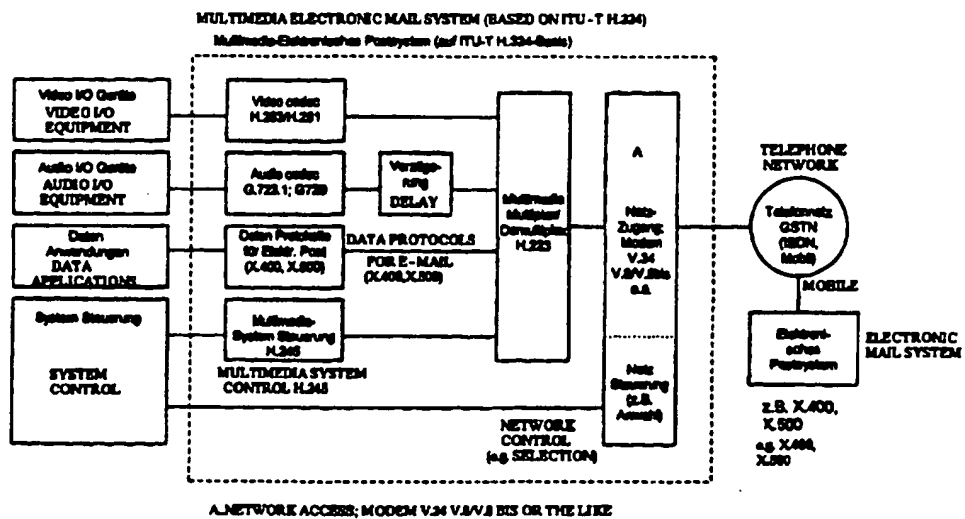 MULTIMEDIA ELECTRONIC MAIL SYSTEM (BASED ON ITU - T H.324)
Multimedia-Elektronisches Postsystem (auf ITU-T H.324-Basis)
Video I/O Geräte
VIDEO I/O
EQUIPMENT
Video codec
H.263/H.261
Audio I/O Geräte
AUDIO I/O
EQUIPMENT
Audio codec
G.723.1; G729
Verzöge-
rung
DELAY
Daten
Anwendungen
DATA
APPLICATIONS
Daten Protokolle
für Elektr. Post
(X.400, X.500)
DATA PROTOCOLS
FOR E - MAIL
(X.400,X.500)
System Steuerung
SYSTEM
CONTROL
Multimedia-
System Steuerung
H.245
MULTIMEDIA SYSTEM
CONTROL H.245
Multimedia
Multiplex/
Demultiplex
H.223
A
Netz-
Zugang;
Modem
V.34
V.8/V.8bis
o.ä.
Netz
Steuerung
(z.B.
Anwahl)
NETWORK
CONTROL
(e.g. SELECTION)
TELEPHONE
NETWORK
Telefonnetz
GSTN
(ISDN,
Mobil)
MOBILE
Elektroni-
sches
Postsystem
ELECTRONIC
MAIL SYSTEM
z.B. X.400,
X.500
e.g. X.400,
X.500
A_NETWORK ACCESS; MODEM V.34 V.8/V.8 BIS OR THE LIKE